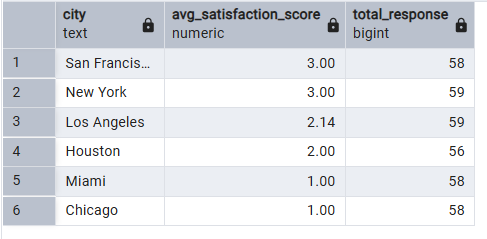 city avg_satisfaction_score total_response
text numeric bigint
1 San Francis... 3.00 58
2 New York 3.00 59
3 Los Angeles 2.14 59
4 Houston 2.00 56
5 Miami 1.00 58
6 Chicago 1.00 58